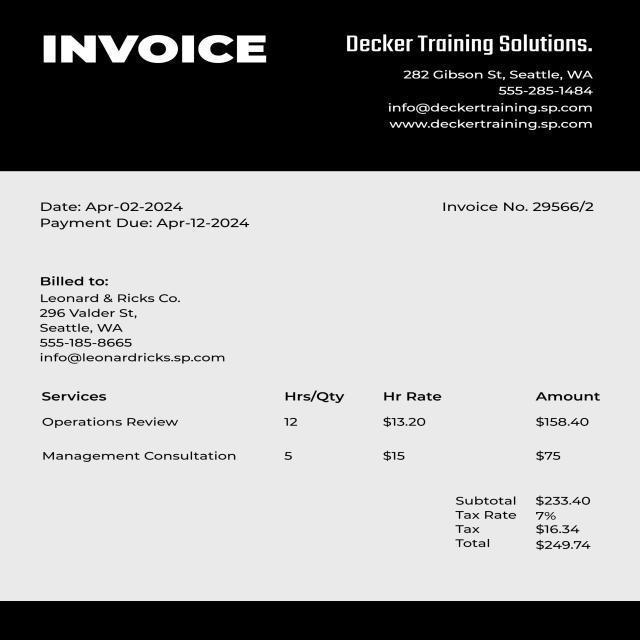 INVOICE
Decker Training Solutions.
282 Gibson St, Seattle, WA
555-285-1484
info@deckertraining.sp.com
www.deckertraining.sp.com
Date: Apr-02-2024
Invoice No. 29566/2
Payment Due: Apr-12-2024
Billed to:
Leonard & Ricks Co.
296 Valder St,
Seattle, WA
555-185-8665
info@leonardricks.sp.com
Services Hrs/Qty Hr Rate Amount
Operations Review 12 $13.20 $158.40
Management Consultation 5 $15 $75
Subtotal $233.40
Tax Rate 7%
Tax $16.34
Total $249.74